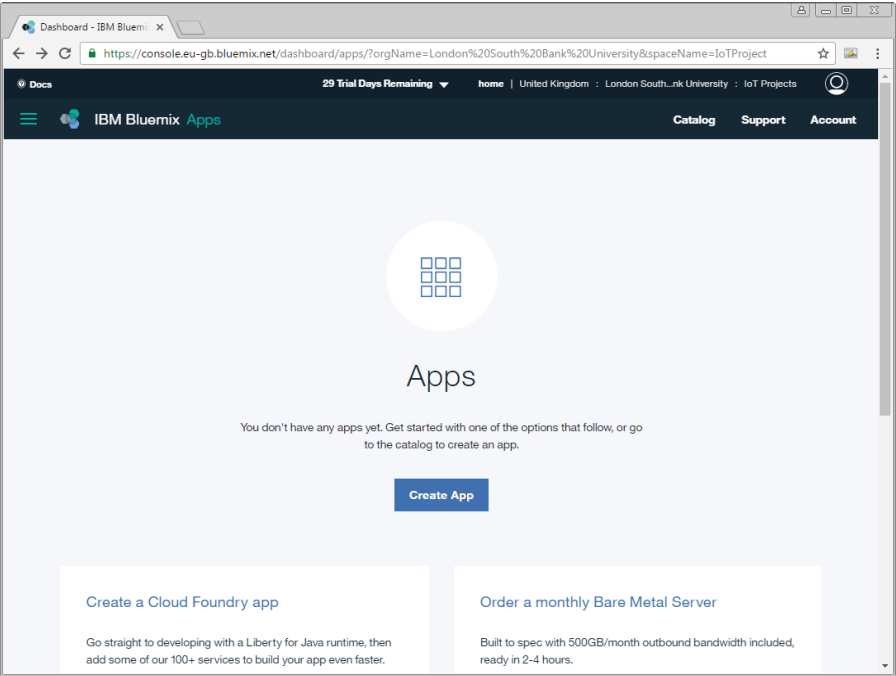 Dashboard - IBM Bluemi
https://console.eu-gb.bluemix.net/dashboard/apps/?orgName=London%20South%20Bank%20University&spaceName=IoTProject
Docs
29 Trial Days Remaining
home | United Kingdom : London South...nk University : IoT Projects
IBM Bluemix Apps
Catalog Support Account
Apps
You don't have any apps yet. Get started with one of the options that follow, or go
to the catalog to create an app.
Create App
Create a Cloud Foundry app
Go straight to developing with a Liberty for Java runtime, then
add some of our 100+ services to build your app even faster.
Order a monthly Bare Metal Server
Built to spec with 500GB/month outbound bandwidth included,
ready in 2-4 hours.